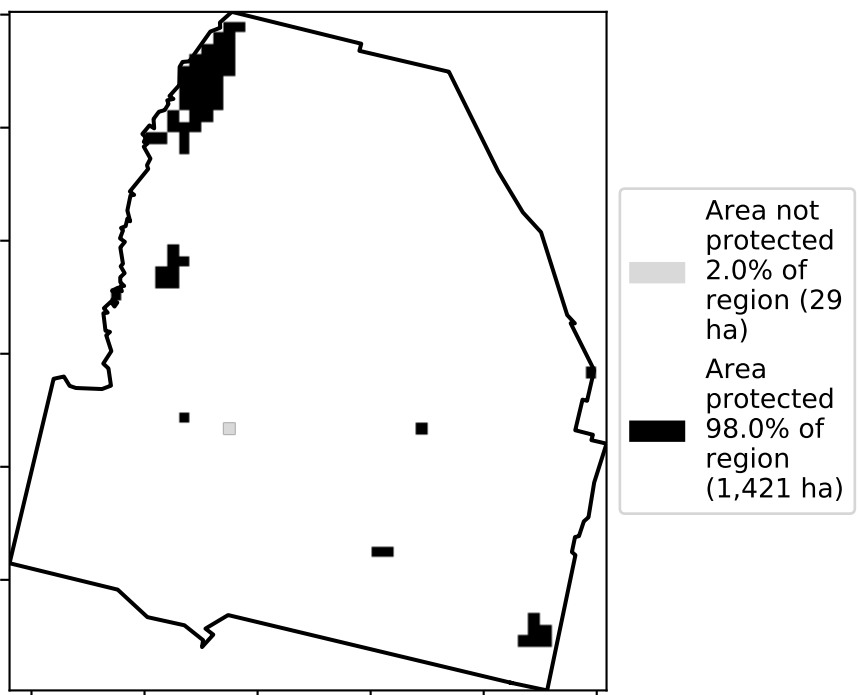 Area not
protected
2.0% of
region (29
ha)
Area
protected
98.0% of
region
(1,421 ha)